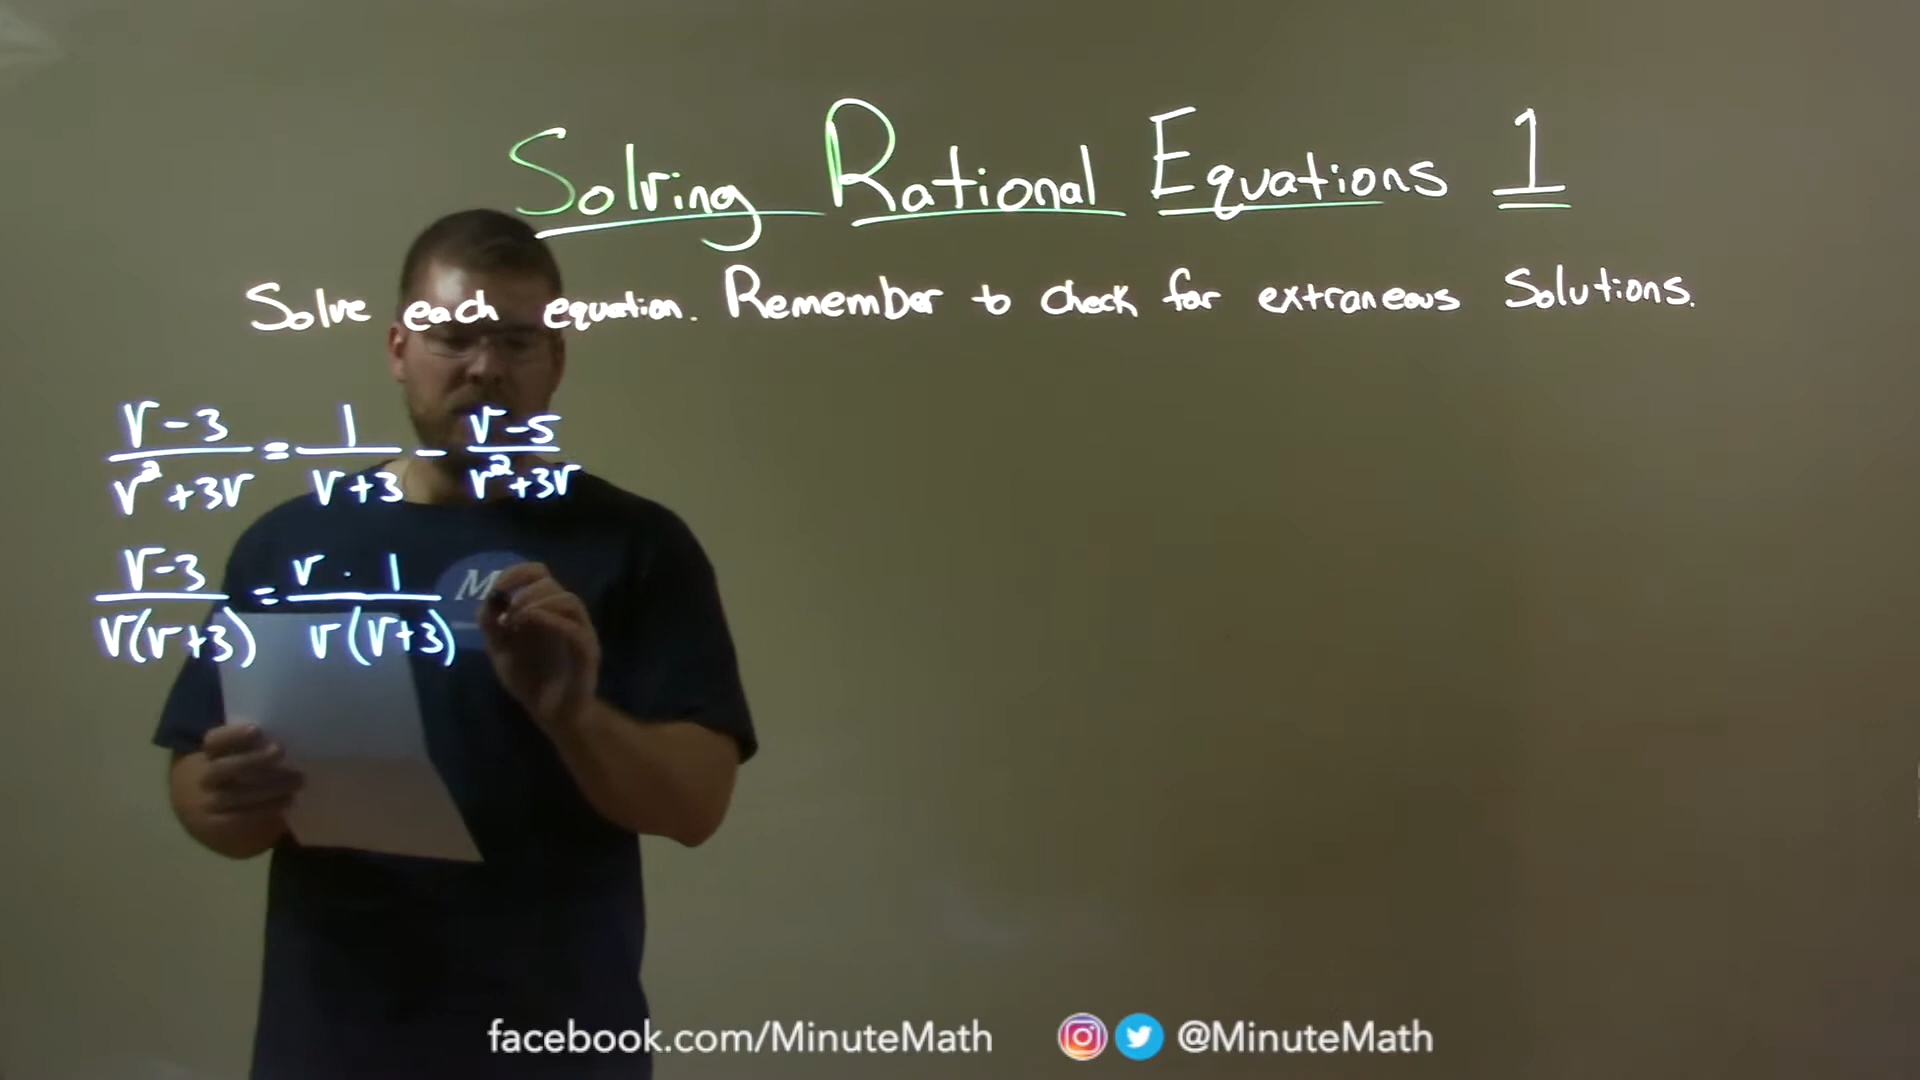 Solving Rational Equations 1
Solve each equation. Remember to check for extraneous solutions.
r-3/r²+3r = 1/r+3 - r-5/r²+3r
r-3/r(r+3) = r·1/r(r+3)
M
facebook.com/MinuteMath @MinuteMath